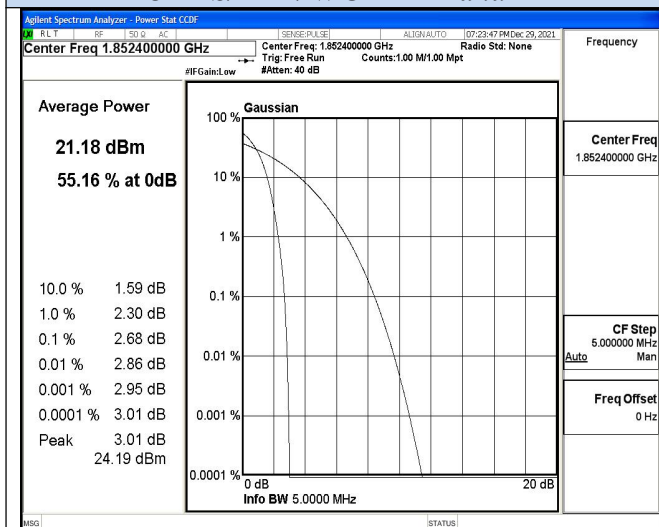 Agilent Spectrum Analyzer - Power Stat CCDF
LXI RLT RF 50 Ω AC SENSE:PULSE ALIGN AUTO 07:23:47 PM Dec 29, 2021
Center Freq 1.852400000 GHz
Center Freq: 1.852400000 GHz Radio Std: None
Trig: Free Run Counts:1.00 M/1.00 Mpt
#IFGain:Low #Atten: 40 dB
Frequency
Average Power
21.18 dBm
55.16 % at 0dB
10.0 % 1.59 dB
1.0 % 2.30 dB
0.1 % 2.68 dB
0.01 % 2.86 dB
0.001 % 2.95 dB
0.0001 % 3.01 dB
Peak 3.01 dB
24.19 dBm
Gaussian
100 %
10 %
1 %
0.1 %
0.01 %
0.001 %
0.0001 %
0 dB 20 dB
Info BW 5.0000 MHz
Center Freq
1.852400000 GHz
CF Step
5.000000 MHz
Auto Man
Freq Offset
0 Hz
MSG STATUS